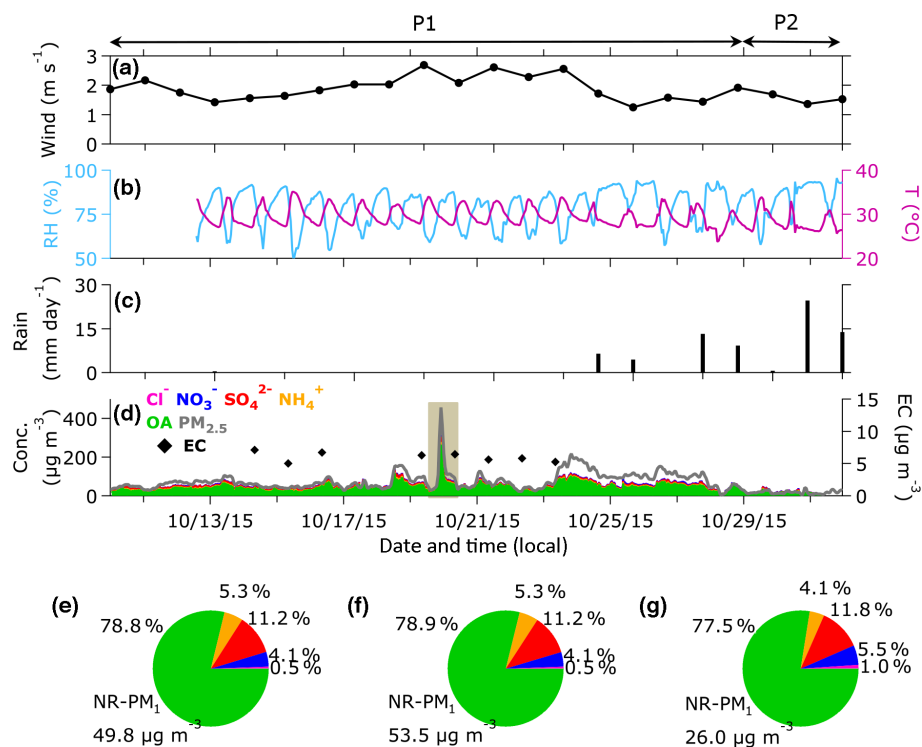 P1 P2
(a)
Wind (m s⁻¹)
3
2
1
0
(b)
RH (%)
100
75
50
T (°C)
40
30
20
(c)
Rain
(mm day⁻¹)
30
15
0
Cl⁻ NO₃⁻ SO₄²⁻ NH₄⁺
(d)
OA PM₂.₅
EC
Conc.
(µg m⁻³)
400
200
0
EC (µg m⁻³)
15
10
5
0
10/13/15 10/17/15 10/21/15 10/25/15 10/29/15
Date and time (local)
(e)
5.3 %
78.8 %
11.2 %
4.1 %
0.5 %
NR-PM₁
49.8 µg m⁻³
(f)
5.3 %
78.9 %
11.2 %
4.1 %
0.5 %
NR-PM₁
53.5 µg m⁻³
(g)
4.1 %
77.5 %
11.8 %
5.5 %
1.0 %
NR-PM₁
26.0 µg m⁻³